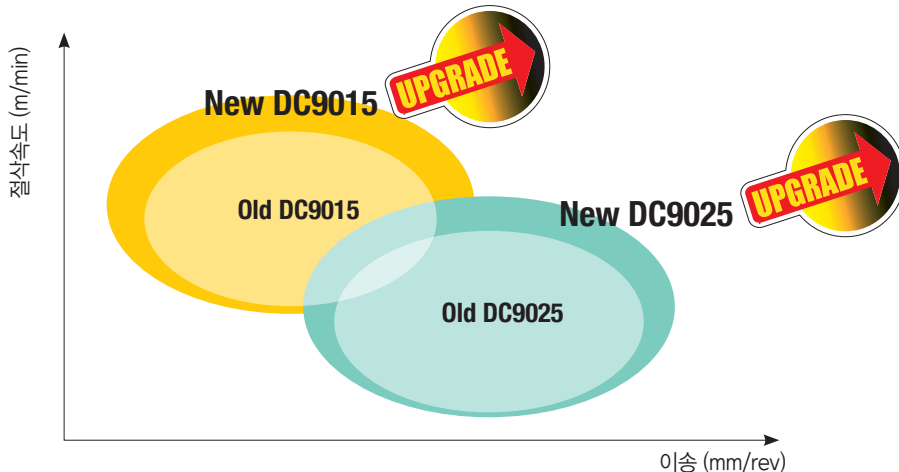 절삭속도 (m/min)
New DC9015
UPGRADE
Old DC9015
New DC9025
UPGRADE
Old DC9025
이송 (mm/rev)